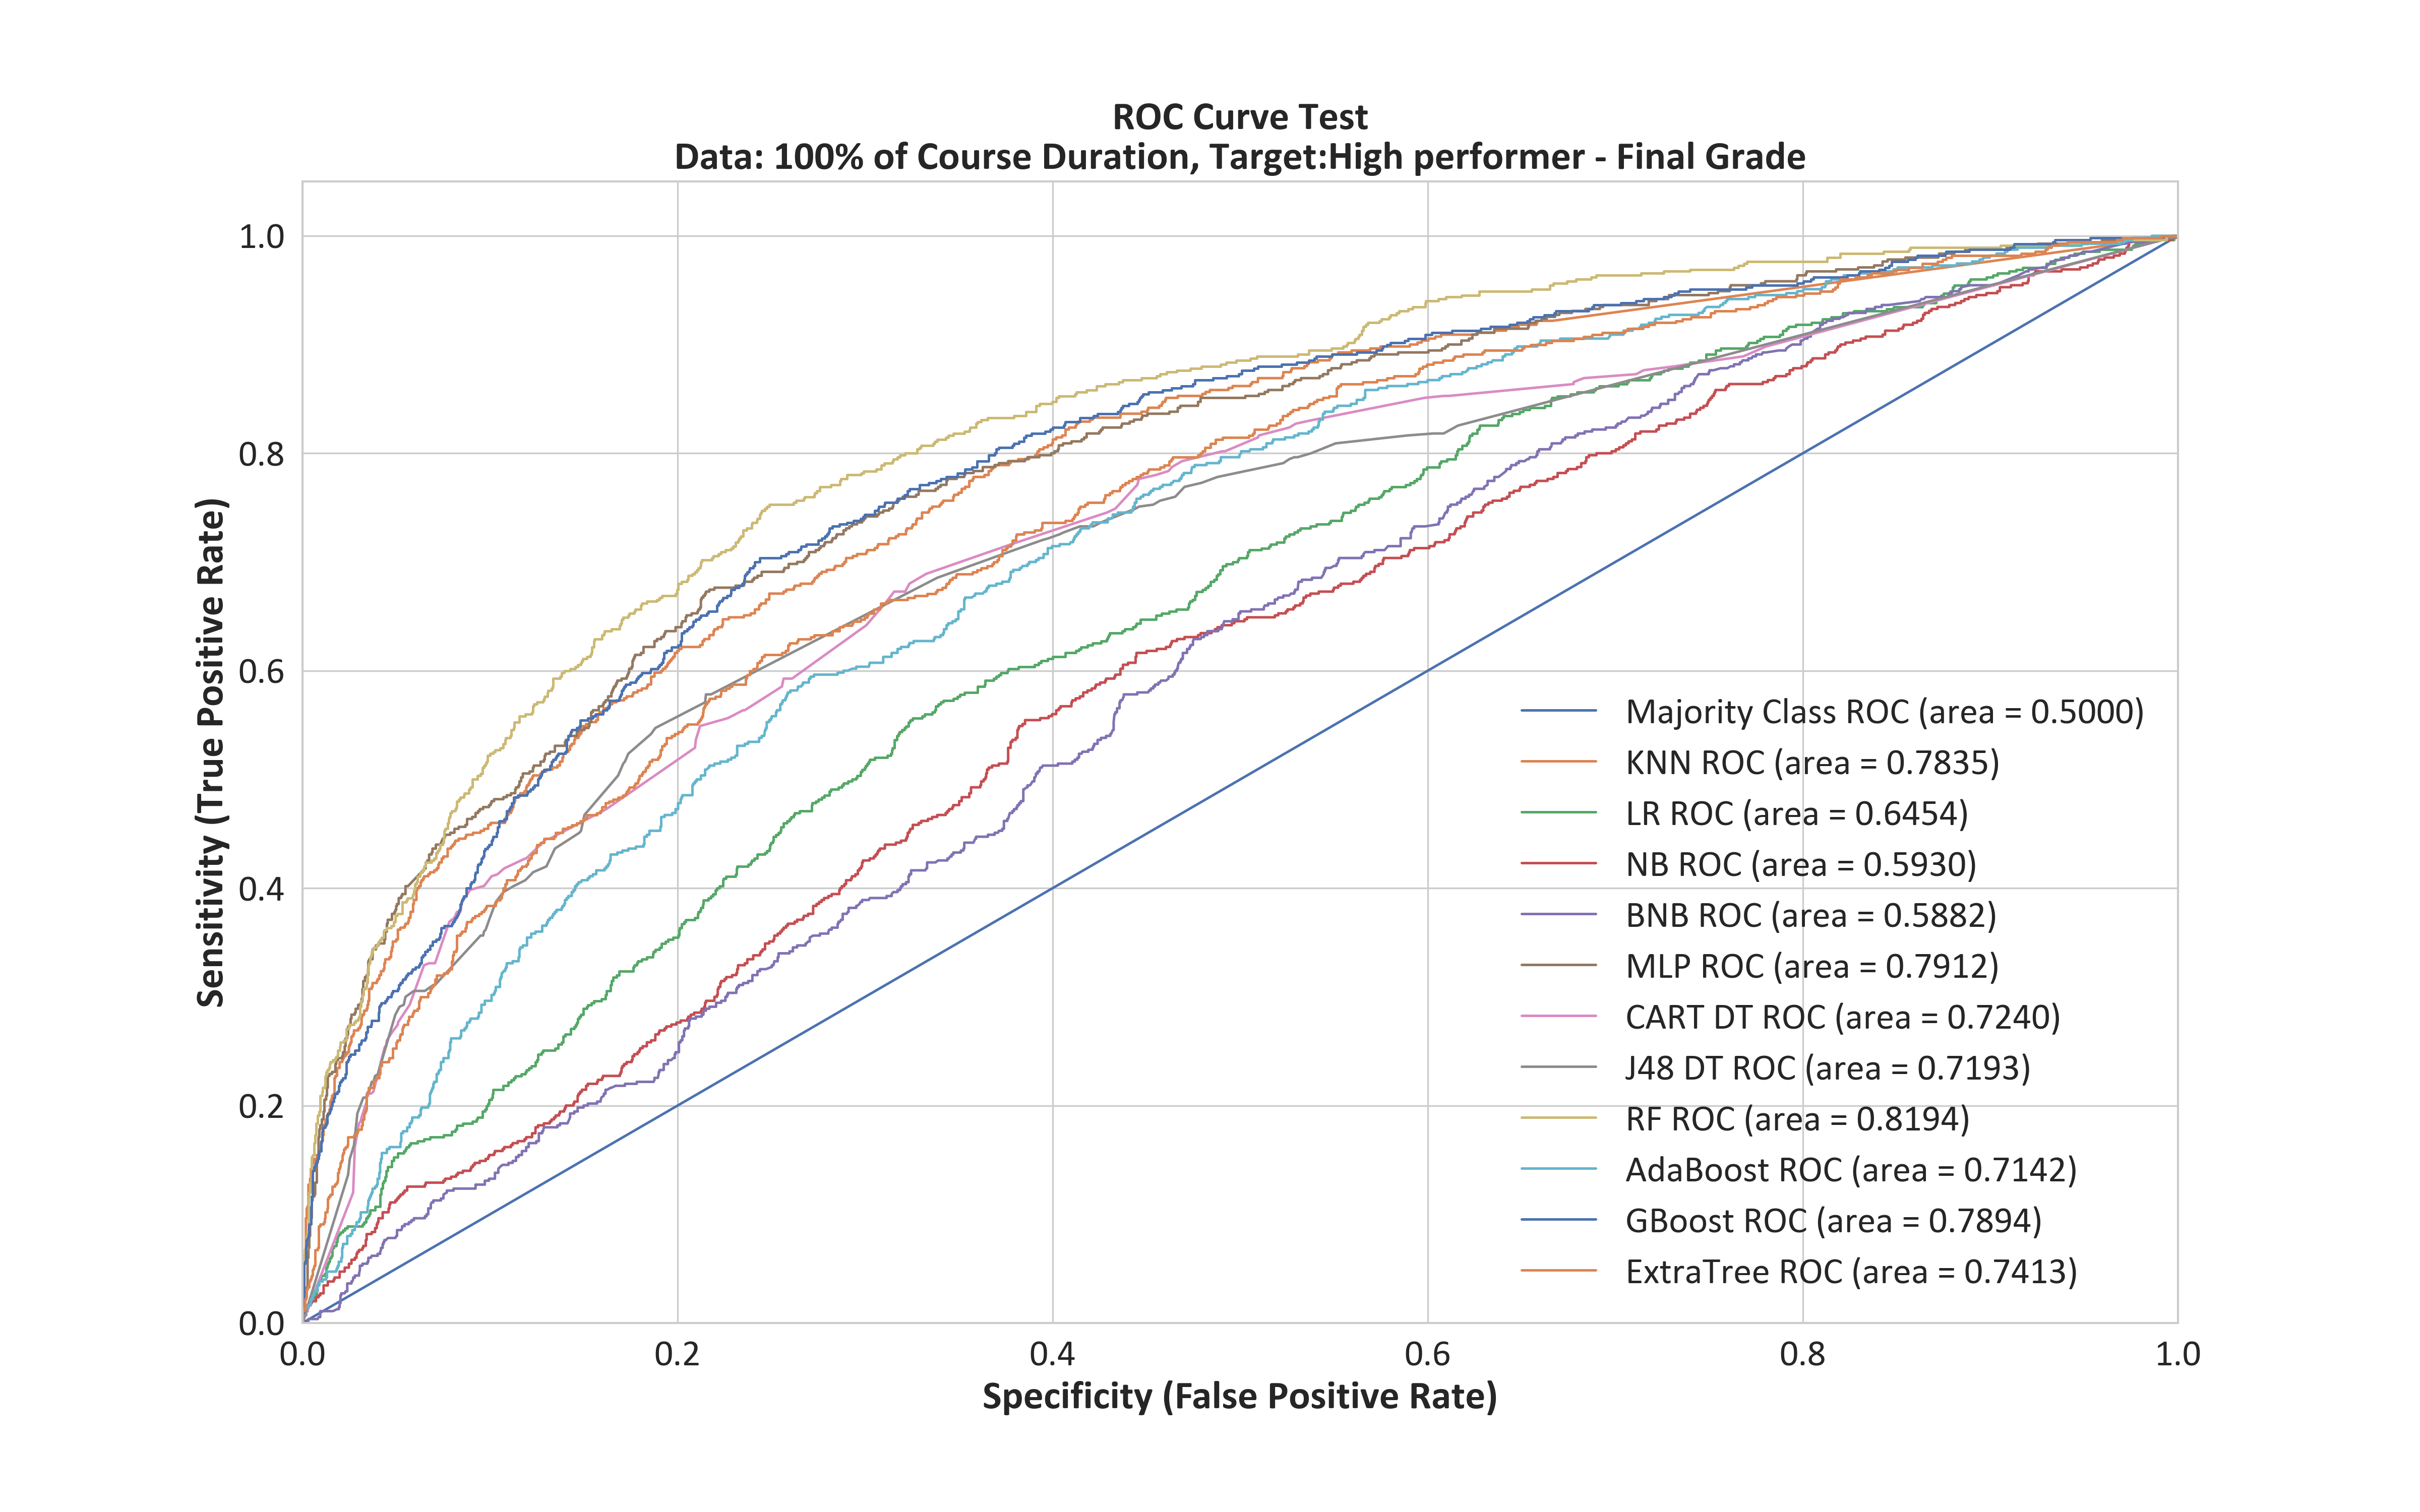 ROC Curve Test
Data: 100% of Course Duration, Target:High performer - Final Grade
Sensitivity (True Positive Rate)
1.0
0.8
0.6
0.4
0.2
0.0
Majority Class ROC (area = 0.5000)
KNN ROC (area = 0.7835)
LR ROC (area = 0.6454)
NB ROC (area = 0.5930)
BNB ROC (area = 0.5882)
MLP ROC (area = 0.7912)
CART DT ROC (area = 0.7240)
J48 DT ROC (area = 0.7193)
RF ROC (area = 0.8194)
AdaBoost ROC (area = 0.7142)
GBoost ROC (area = 0.7894)
ExtraTree ROC (area = 0.7413)
0.0 0.2 0.4 0.6 0.8 1.0
Specificity (False Positive Rate)